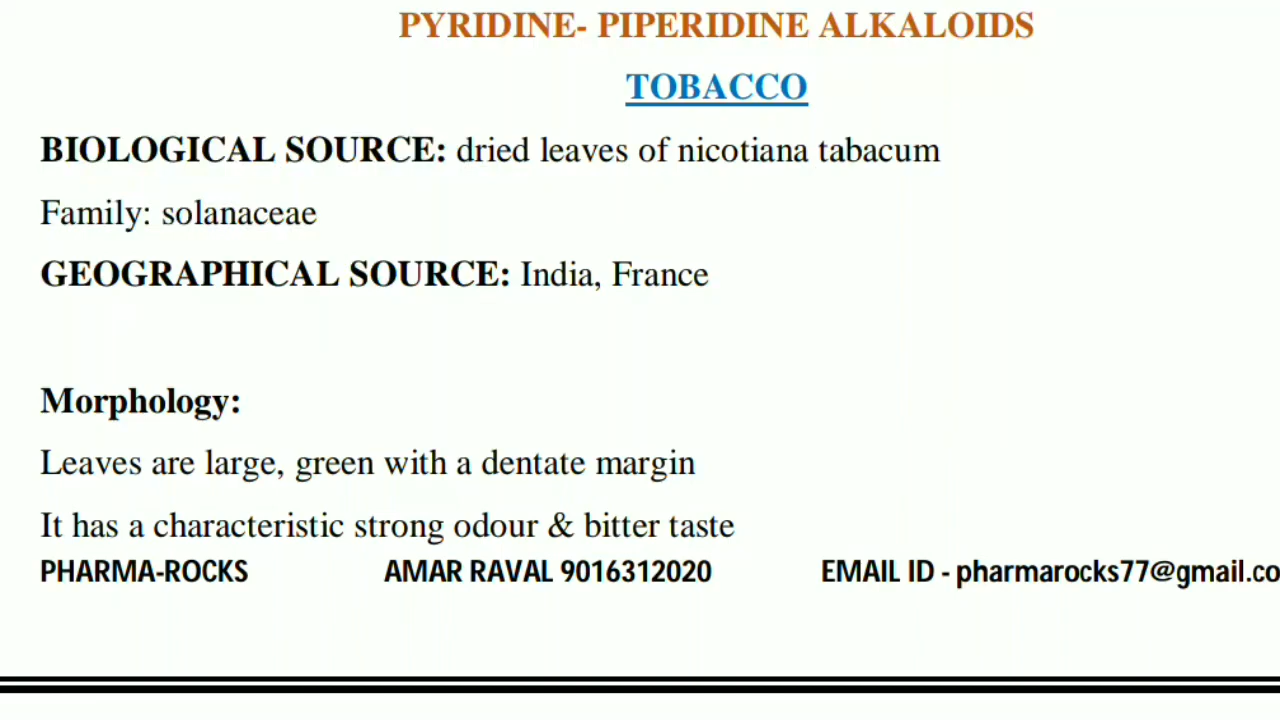 PYRIDINE- PIPERIDINE ALKALOIDS
TOBACCO
BIOLOGICAL SOURCE: dried leaves of nicotiana tabacum
Family: solanaceae
GEOGRAPHICAL SOURCE: India, France
Morphology:
Leaves are large, green with a dentate margin
It has a characteristic strong odour & bitter taste
PHARMA-ROCKS AMAR RAVAL 9016312020 EMAIL ID - pharmarocks77@gmail.co